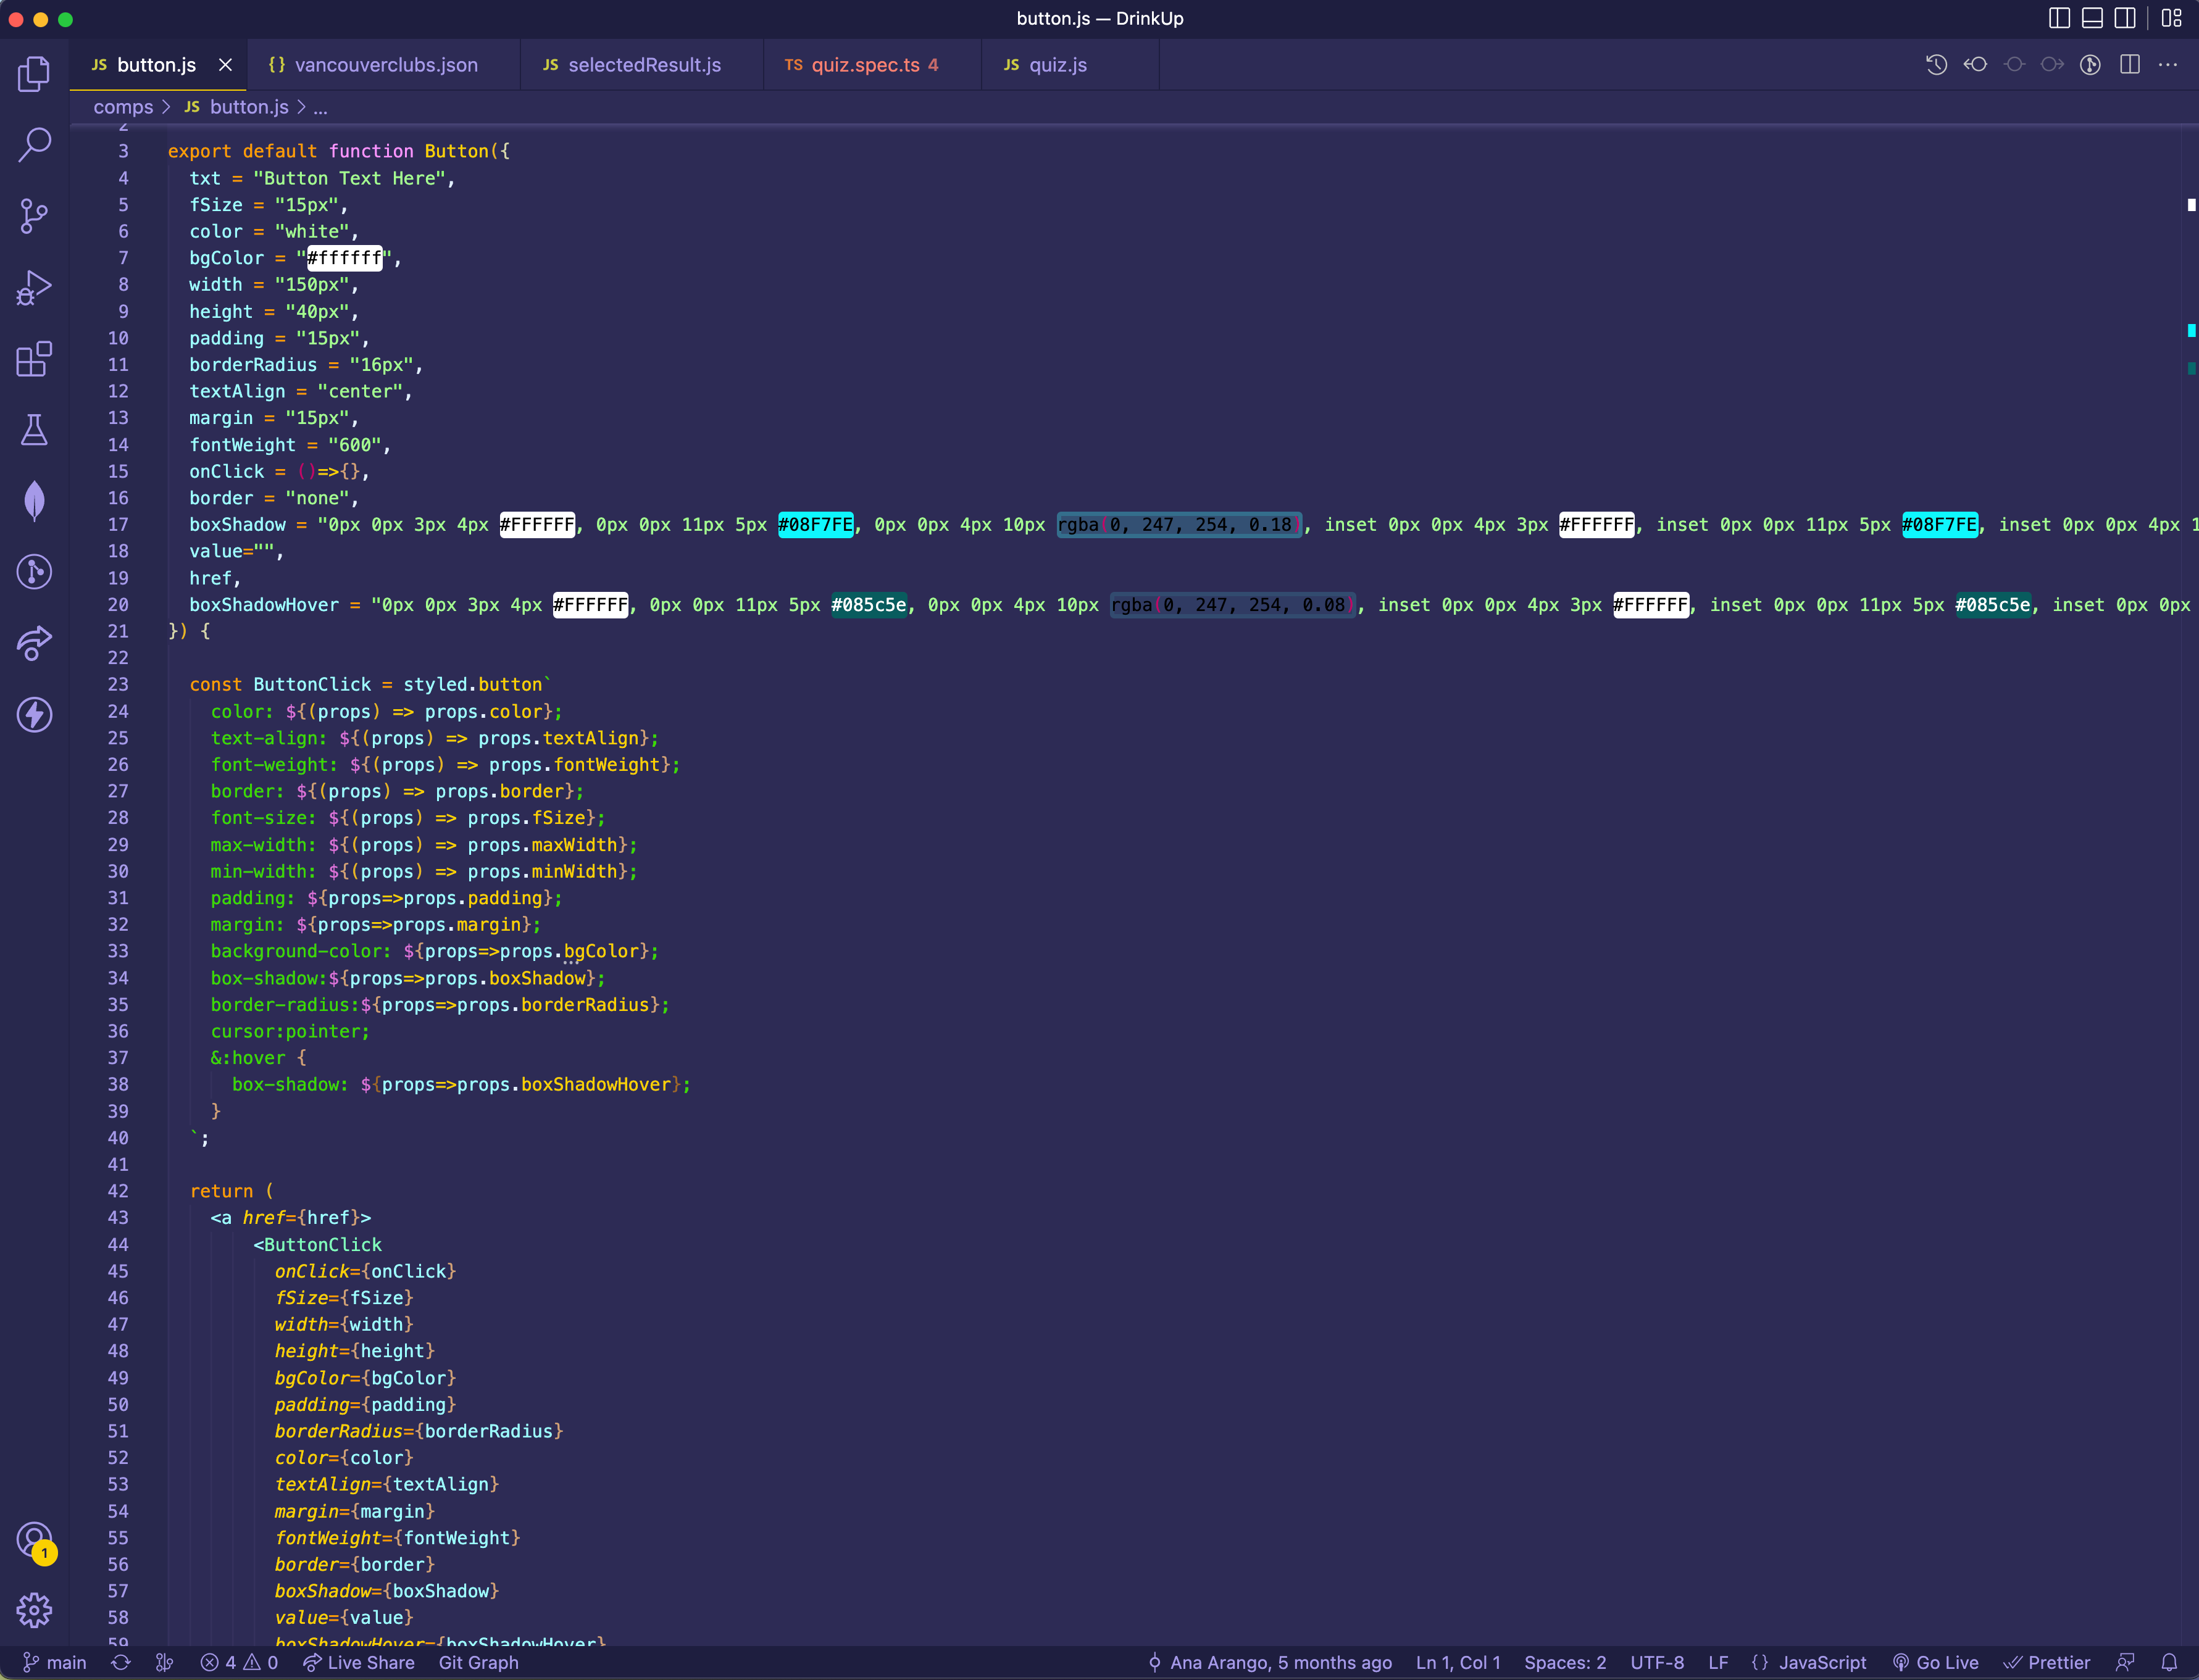 button.js — DrinkUp
JS button.js {} vancouverclubs.json JS selectedResult.js TS quiz.spec.ts 4 JS quiz.js
comps > JS button.js > ...
2
3 export default function Button({
4 txt = "Button Text Here",
5 fSize = "15px",
6 color = "white",
7 bgColor = "#ffffff",
8 width = "150px",
9 height = "40px",
10 padding = "15px",
11 borderRadius = "16px",
12 textAlign = "center",
13 margin = "15px",
14 fontWeight = "600",
15 onClick = ()=>{},
16 border = "none",
17 boxShadow = "0px 0px 3px 4px #FFFFFF, 0px 0px 11px 5px #08F7FE, 0px 0px 4px 10px rgba(0, 247, 254, 0.18), inset 0px 0px 4px 3px #FFFFFF, inset 0px 0px 11px 5px #08F7FE, inset 0px 0px 4px 1
18 value="",
19 href,
20 boxShadowHover = "0px 0px 3px 4px #FFFFFF, 0px 0px 11px 5px #085c5e, 0px 0px 4px 10px rgba(0, 247, 254, 0.08), inset 0px 0px 4px 3px #FFFFFF, inset 0px 0px 11px 5px #085c5e, inset 0px 0px
21 }) {
22
23 const ButtonClick = styled.button`
24 color: ${(props) => props.color};
25 text-align: ${(props) => props.textAlign};
26 font-weight: ${(props) => props.fontWeight};
27 border: ${(props) => props.border};
28 font-size: ${(props) => props.fSize};
29 max-width: ${(props) => props.maxWidth};
30 min-width: ${(props) => props.minWidth};
31 padding: ${props=>props.padding};
32 margin: ${props=>props.margin};
33 background-color: ${props=>props.bgColor};
34 box-shadow:${props=>props.boxShadow};
35 border-radius:${props=>props.borderRadius};
36 cursor:pointer;
37 &:hover {
38 box-shadow: ${props=>props.boxShadowHover};
39 }
40 `;
41
42 return (
43 <a href={href}>
44 <ButtonClick
45 onClick={onClick}
46 fSize={fSize}
47 width={width}
48 height={height}
49 bgColor={bgColor}
50 padding={padding}
51 borderRadius={borderRadius}
52 color={color}
53 textAlign={textAlign}
54 margin={margin}
55 fontWeight={fontWeight}
56 border={border}
57 boxShadow={boxShadow}
58 value={value}
59 boxShadowHover={boxShadowHover}
1
main 4 0 Live Share Git Graph Ana Arango, 5 months ago Ln 1, Col 1 Spaces: 2 UTF-8 LF {} JavaScript Go Live Prettier